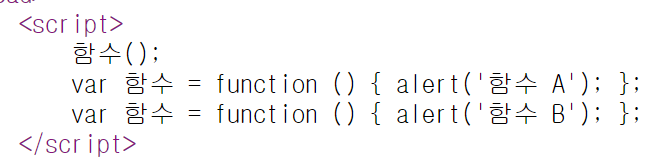 <script>
함수();
var 함수 = function () { alert('함수 A'); };
var 함수 = function () { alert('함수 B'); };
</script>